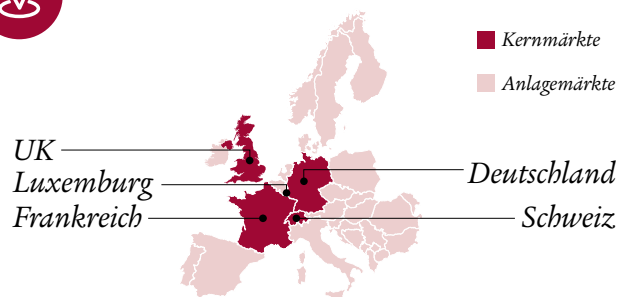 Kernmärkte
Anlagemärkte
UK
Luxemburg
Frankreich
Deutschland
Schweiz